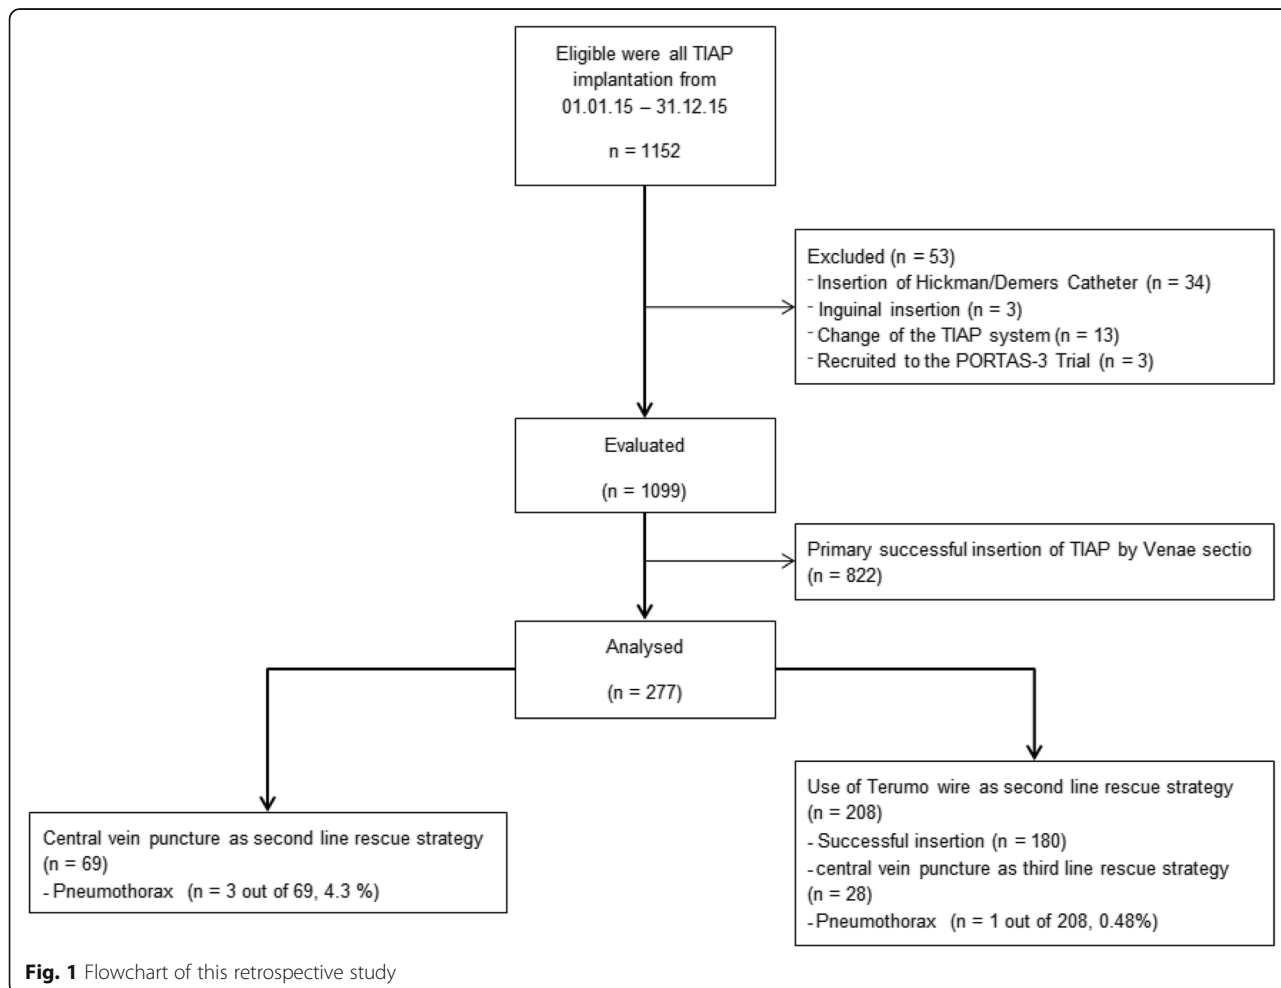 Eligible were all TIAP
implantation from
01.01.15 – 31.12.15
n = 1152
Excluded (n = 53)
- Insertion of Hickman/Demers Catheter (n = 34)
- Inguinal insertion (n = 3)
- Change of the TIAP system (n = 13)
- Recruited to the PORTAS-3 Trial (n = 3)
Evaluated
(n = 1099)
Primary successful insertion of TIAP by Venae sectio
(n = 822)
Analysed
(n = 277)
Central vein puncture as second line rescue strategy
(n = 69)
- Pneumothorax (n = 3 out of 69, 4.3 %)
Use of Terumo wire as second line rescue strategy
(n = 208)
- Successful insertion (n = 180)
- central vein puncture as third line rescue strategy
(n = 28)
- Pneumothorax (n = 1 out of 208, 0.48%)
Fig. 1 Flowchart of this retrospective study